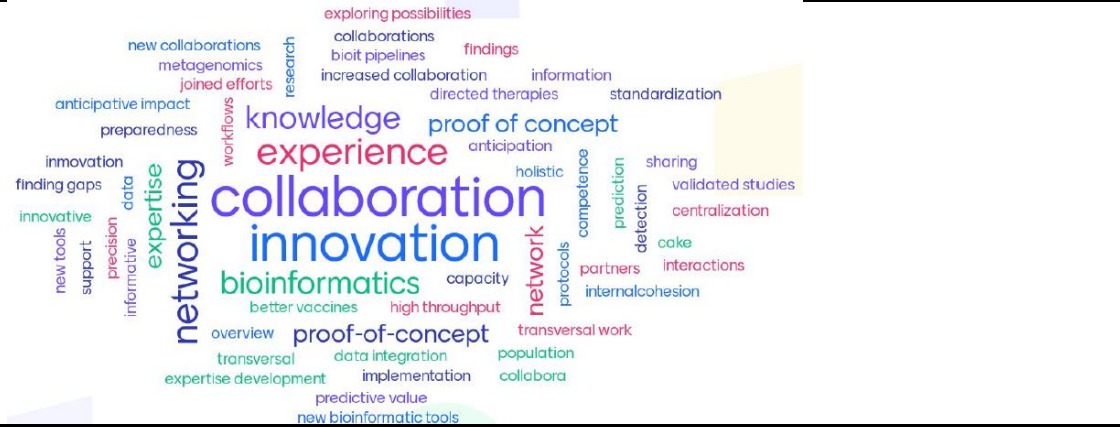 exploring possibilities
collaborations
new collaborations
research
bioit pipelines
findings
metagenomics
increased collaboration
information
joined efforts
directed therapies
standardization
anticipative impact
workflows
knowledge
proof of concept
preparedness
experience
anticipation
inmovation
holistic
competence
prediction
sharing
finding gaps
data
expertise
networking
collaboration
detection
validated studies
innovative
centralization
new tools
support
precision
informative
innovation
network
protocols
cake
partners
interactions
bioinformatics
capacity
internalcohesion
better vaccines
high throughput
overview
proof-of-concept
transversal work
transversal
data integration
population
expertise development
implementation
collabora
predictive value
new bioinformatic tools